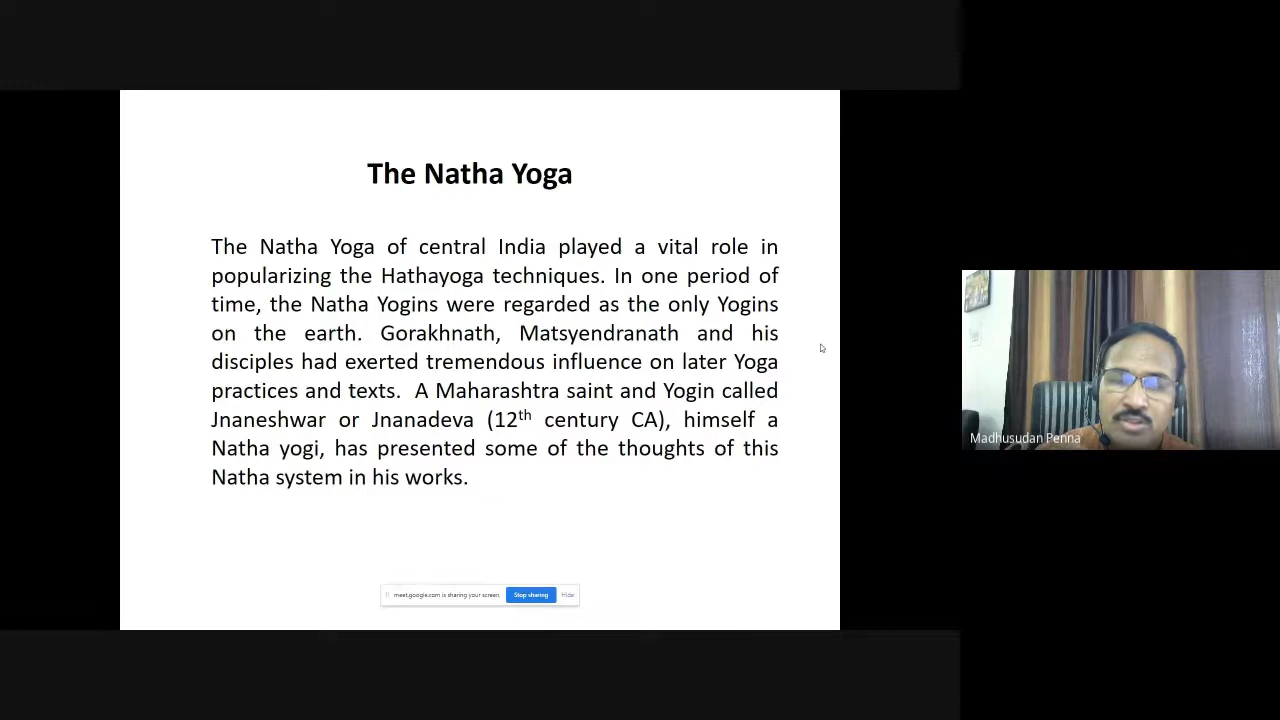 The Natha Yoga
The Natha Yoga of central India played a vital role in
popularizing the Hathayoga techniques. In one period of
time, the Natha Yogins were regarded as the only Yogins
on the earth. Gorakhnath, Matsyendranath and his
disciples had exerted tremendous influence on later Yoga
practices and texts. A Maharashtra saint and Yogin called
Jnaneshwar or Jnanadeva (12th century CA), himself a
Natha yogi, has presented some of the thoughts of this
Natha system in his works.
meet.google.com is sharing your screen. Stop sharing Hide
Madhusudan Penna